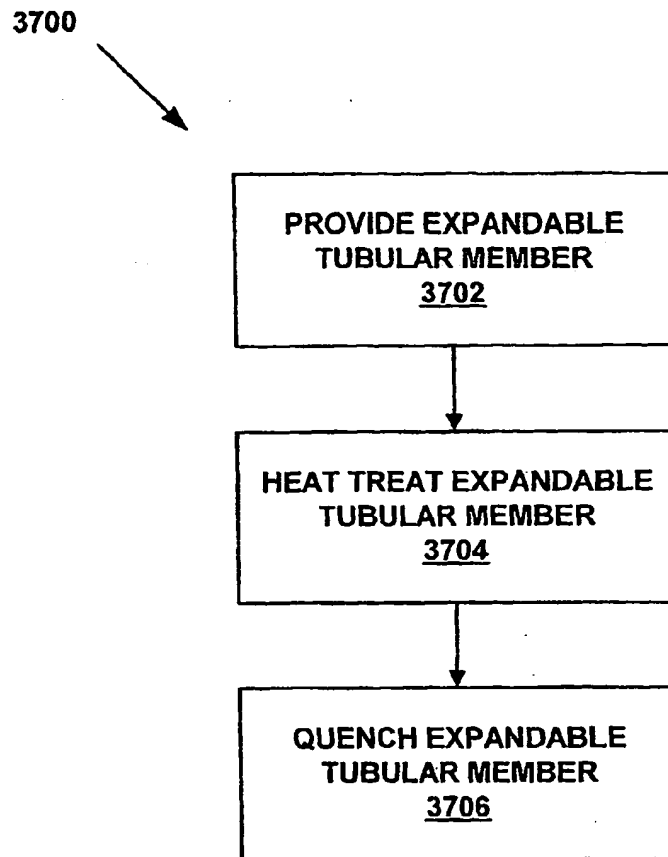 3700
PROVIDE EXPANDABLE
TUBULAR MEMBER
3702
HEAT TREAT EXPANDABLE
TUBULAR MEMBER
3704
QUENCH EXPANDABLE
TUBULAR MEMBER
3706